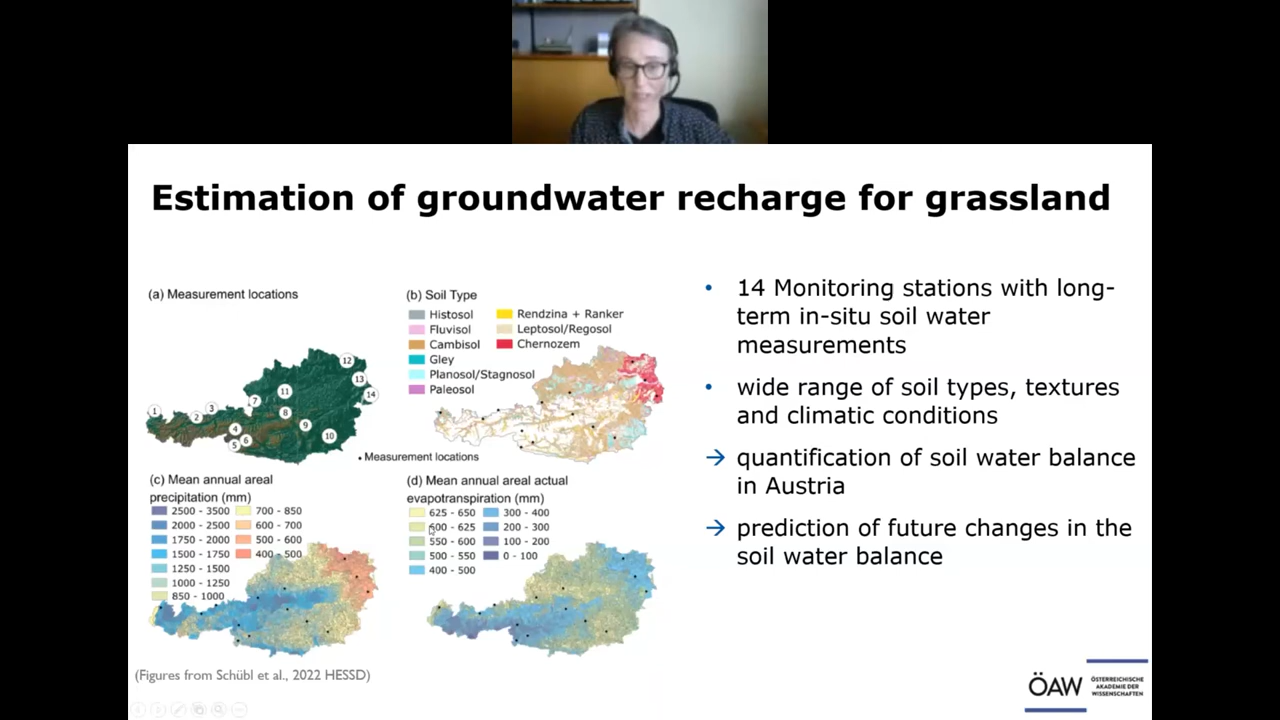 Estimation of groundwater recharge for grassland
(a) Measurement locations
1
2
3
4
5
6
7
8
9
10
11
12
13
14
(b) Soil Type
Histosol
Fluvisol
Cambisol
Gley
Planosol/Stagnosol
Paleosol
Rendzina + Ranker
Leptosol/Regosol
Chernozem
• Measurement locations
(c) Mean annual areal
precipitation (mm)
2500 - 3500
2000 - 2500
1750 - 2000
1500 - 1750
1250 - 1500
1000 - 1250
850 - 1000
700 - 850
600 - 700
500 - 600
400 - 500
(d) Mean annual areal actual
evapotranspiration (mm)
625 - 650
600 - 625
550 - 600
500 - 550
400 - 500
300 - 400
200 - 300
100 - 200
0 - 100
(Figures from Schübl et al., 2022 HESSD)
• 14 Monitoring stations with long-
term in-situ soil water
measurements
• wide range of soil types, textures
and climatic conditions
→ quantification of soil water balance
in Austria
→ prediction of future changes in the
soil water balance
ÖAW
ÖSTERREICHISCHE
AKADEMIE DER
WISSENSCHAFTEN